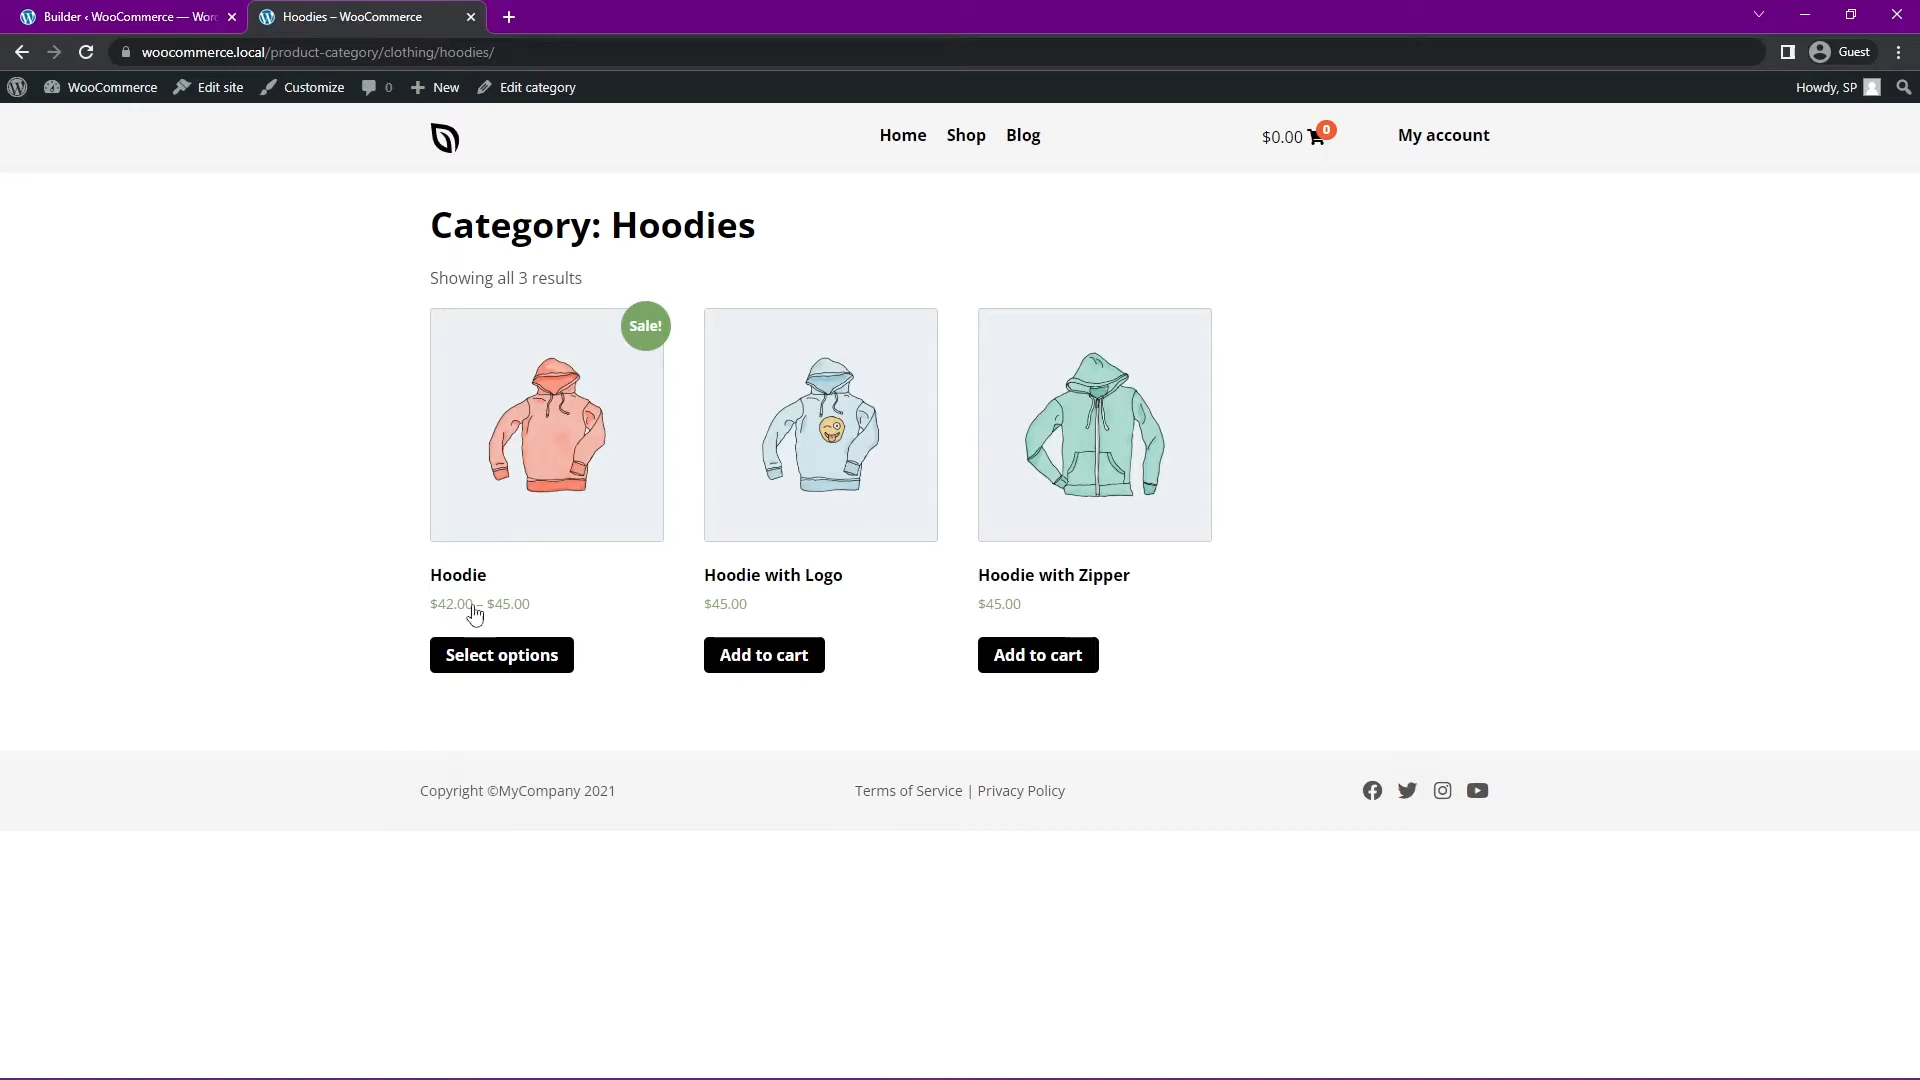 Builder ‹ WooCommerce — Wor
Hoodies – WooCommerce
woocommerce.local/product-category/clothing/hoodies/
Guest
WooCommerce
Edit site
Customize
0
New
Edit category
Howdy, SP
Home
Shop
Blog
$0.00
0
My account
Category: Hoodies
Showing all 3 results
Sale!
Hoodie
Hoodie with Logo
Hoodie with Zipper
$42.00 – $45.00
$45.00
$45.00
Select options
Add to cart
Add to cart
Copyright ©MyCompany 2021
Terms of Service | Privacy Policy